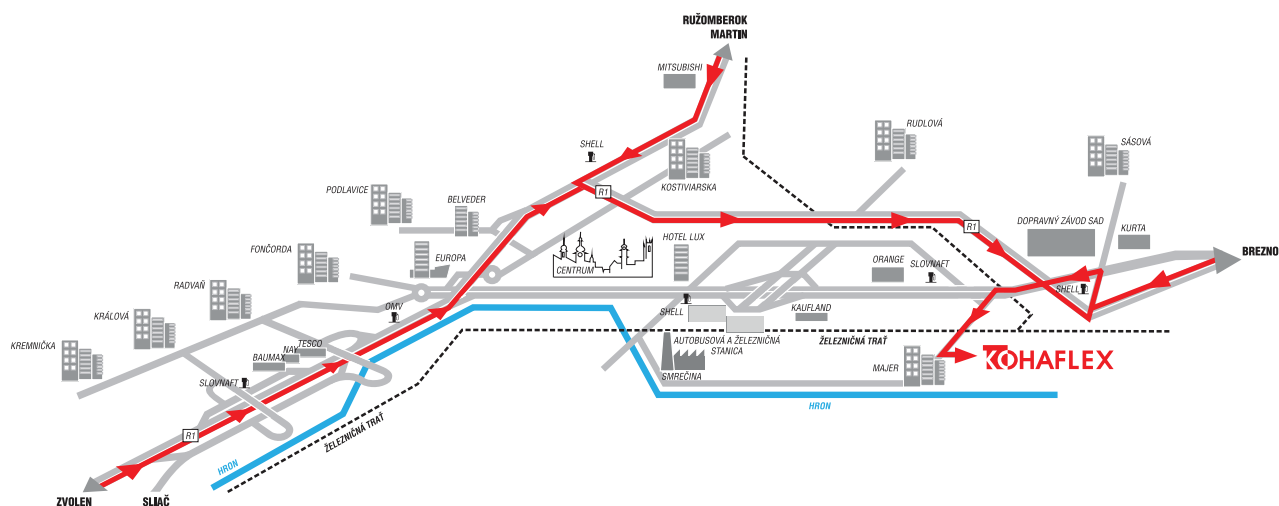 RUŽOMBEROK
MARTIN
MITSUBISHI
RUDLOVÁ
SHELL
SÁSOVÁ
KOSTIVIARSKA
PODLAVICE
BELVEDER
R1
DOPRAVNÝ ZÁVOD SAD
KURTA
R1
FONČORDA
EUROPA
CENTRUM
HOTEL LUX
ORANGE
SLOVNAFT
BREZNO
RADVAŇ
OMV
SHELL
SHELL
KAUFLAND
KRÁĽOVÁ
KREMNIČKA
TESCO
NAY
BAUMAX
AUTOBUSOVÁ A ŽELEZNIČNÁ
STANICA
ŽELEZNIČNÁ TRAŤ
SMREČINA
MAJER
KOHAFLEX
SLOVNAFT
HRON
R1
ŽELEZNIČNÁ TRAŤ
HRON
ZVOLEN
SLIAČ